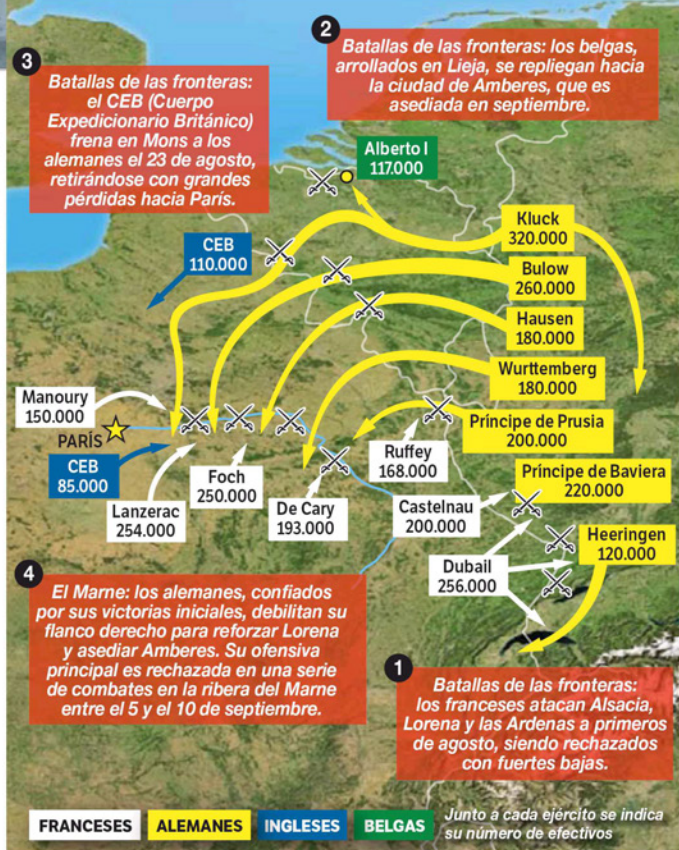 3
Batallas de las fronteras:
el CEB (Cuerpo
Expedicionario Británico)
frena en Mons a los
alemanes el 23 de agosto,
retirándose con grandes
pérdidas hacia París.
2
Batallas de las fronteras: los belgas,
arrollados en Lieja, se repliegan hacia
la ciudad de Amberes, que es
asediada en septiembre.
Alberto I
117.000
Kluck
320.000
CEB
110.000
Bulow
260.000
Hausen
180.000
Wurttemberg
180.000
Manoury
150.000
PARÍS
CEB
85.000
Lanzerac
254.000
Foch
250.000
De Cary
193.000
Ruffey
168.000
Príncipe de Prusia
200.000
Príncipe de Baviera
220.000
Castelnau
200.000
Heeringen
120.000
Dubail
256.000
4
El Marne: los alemanes, confiados
por sus victorias iniciales, debilitan su
flanco derecho para reforzar Lorena
y asediar Amberes. Su ofensiva
principal es rechazada en una serie
de combates en la ribera del Marne
entre el 5 y el 10 de septiembre.
1
Batallas de las fronteras:
los franceses atacan Alsacia,
Lorena y las Ardenas a primeros
de agosto, siendo rechazados
con fuertes bajas.
FRANCESES ALEMANES INGLESES BELGAS
Junto a cada ejército se indica
su número de efectivos